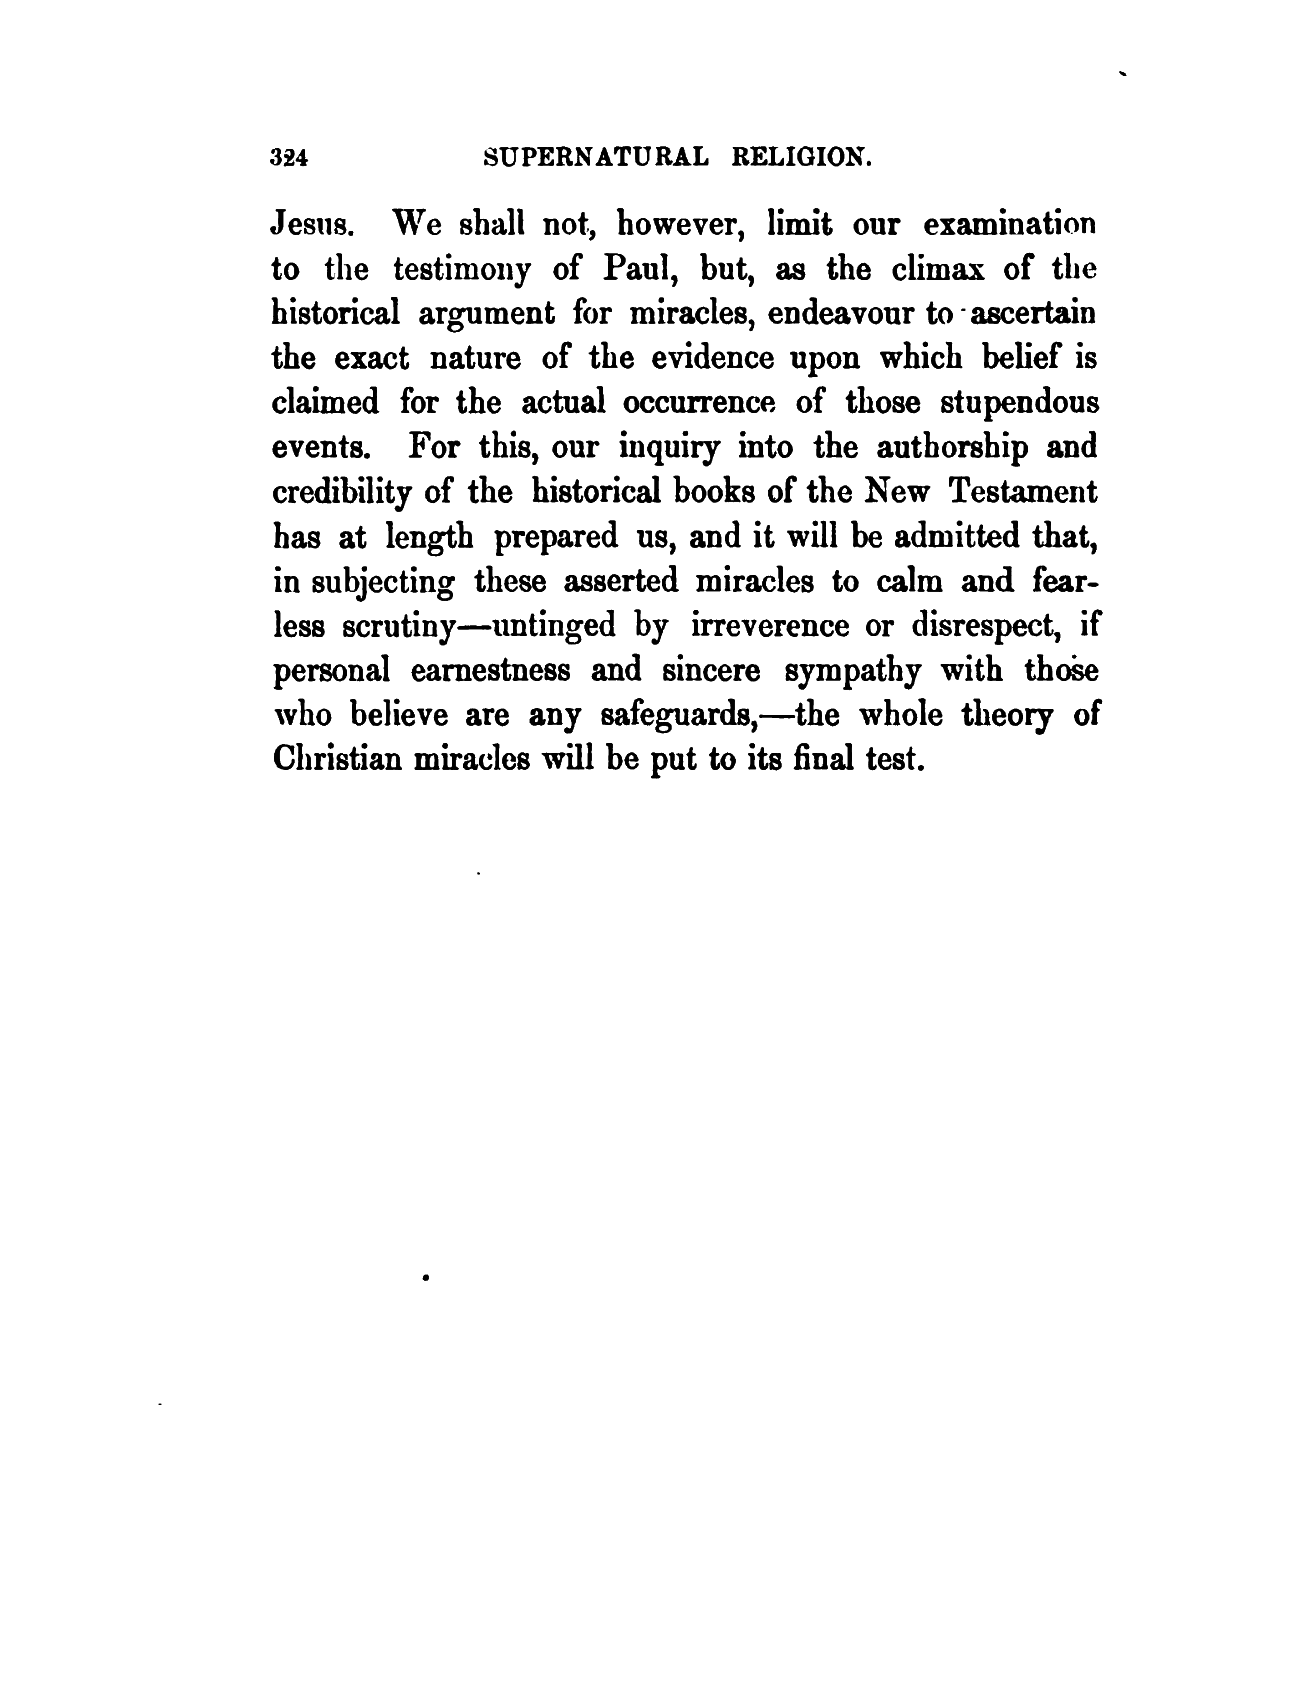 324 SUPERNATURAL RELIGION.
Jesus. We shall not, however, limit our examination
to the testimony of Paul, but, as the climax of the
historical argument for miracles, endeavour to ascertain
the exact nature of the evidence upon which belief is
claimed for the actual occurrence of those stupendous
events. For this, our inquiry into the authorship and
credibility of the historical books of the New Testament
has at length prepared us, and it will be admitted that,
in subjecting these asserted miracles to calm and fear-
less scrutiny—untinged by irreverence or disrespect, if
personal earnestness and sincere sympathy with those
who believe are any safeguards,—the whole theory of
Christian miracles will be put to its final test.